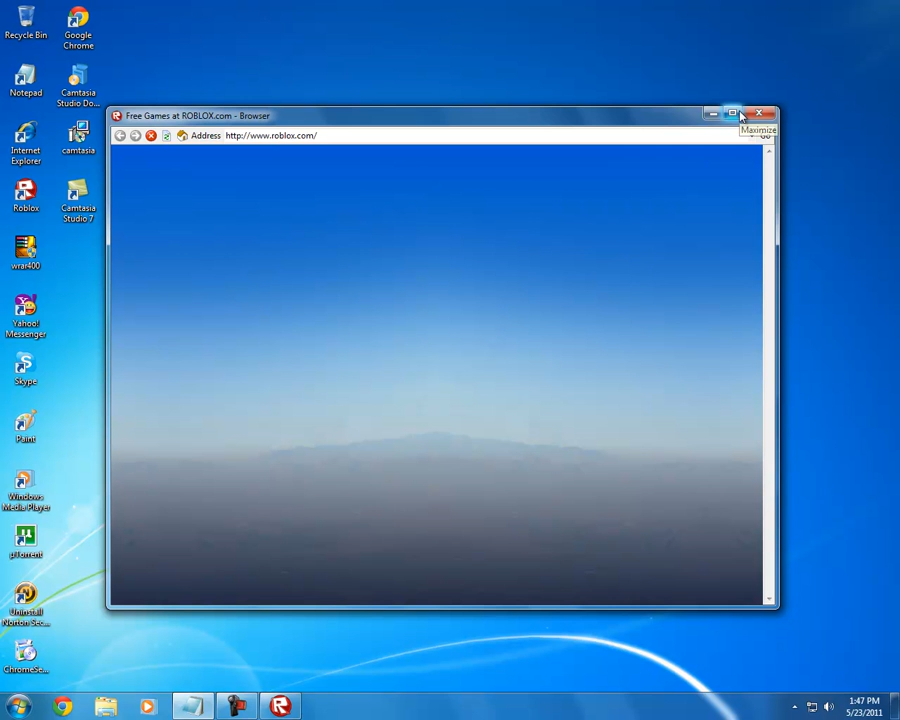 Recycle Bin
Google
Chrome
Notepad
Camtasia
Studio Do...
Internet
Explorer
camtasia
Roblox
Camtasia
Studio 7
wrar400
Yahoo!
Messenger
Skype
Paint
Windows
Media Player
µTorrent
Uninstall
Norton Sec...
ChromeSe...
Free Games at ROBLOX.com - Browser
Maximize
Address http://www.roblox.com/
Go
1:47 PM
5/23/2011